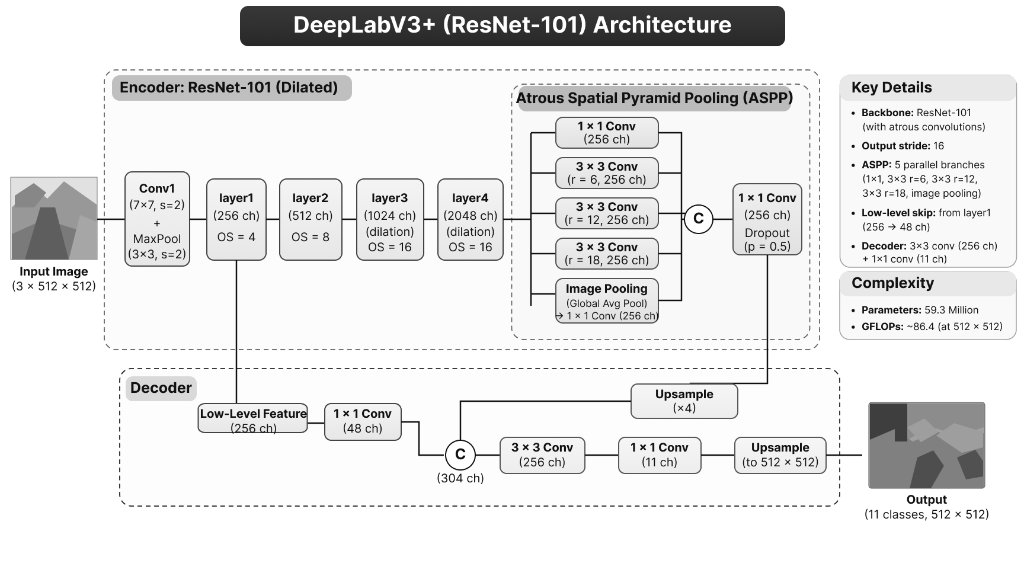 DeepLabV3+ (ResNet-101) Architecture
Encoder: ResNet-101 (Dilated)
Atrous Spatial Pyramid Pooling (ASPP)
Input Image
(3 × 512 × 512)
Conv1
(7×7, s=2)
+
MaxPool
(3×3, s=2)
layer1
(256 ch)
OS = 4
layer2
(512 ch)
OS = 8
layer3
(1024 ch)
(dilation)
OS = 16
layer4
(2048 ch)
(dilation)
OS = 16
1 × 1 Conv
(256 ch)
3 × 3 Conv
(r = 6, 256 ch)
3 × 3 Conv
(r = 12, 256 ch)
3 × 3 Conv
(r = 18, 256 ch)
Image Pooling
(Global Avg Pool)
→ 1 × 1 Conv (256 ch)
C
1 × 1 Conv
(256 ch)
Dropout
(p = 0.5)
Key Details
• Backbone: ResNet-101
(with atrous convolutions)
• Output stride: 16
• ASPP: 5 parallel branches
(1×1, 3×3 r=6, 3×3 r=12,
3×3 r=18, image pooling)
• Low-level skip: from layer1
(256 → 48 ch)
• Decoder: 3×3 conv (256 ch)
+ 1×1 conv (11 ch)
Complexity
• Parameters: 59.3 Million
• GFLOPs: ~86.4 (at 512 × 512)
Decoder
Low-Level Feature
(256 ch)
1 × 1 Conv
(48 ch)
Upsample
(×4)
C
(304 ch)
3 × 3 Conv
(256 ch)
1 × 1 Conv
(11 ch)
Upsample
(to 512 × 512)
Output
(11 classes, 512 × 512)